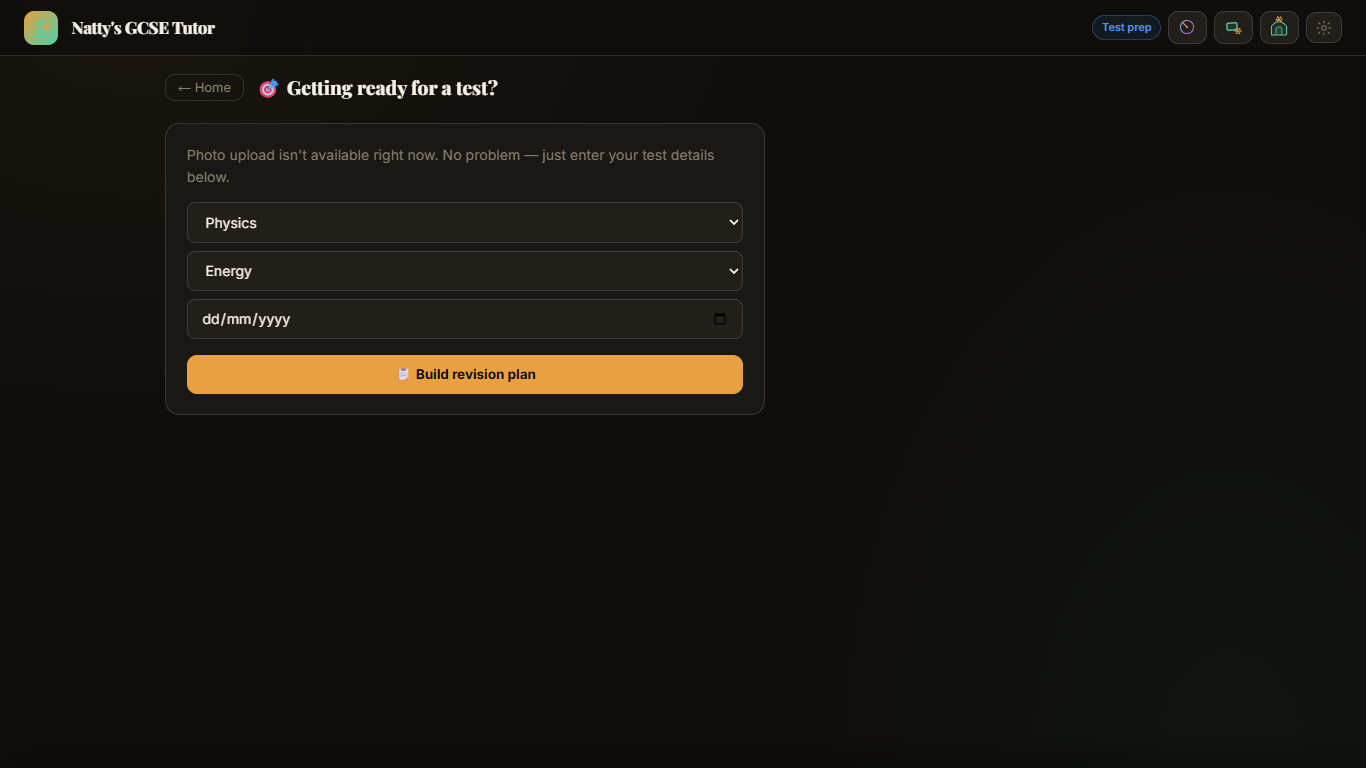 Natty's GCSE Tutor
Test prep
← Home
Getting ready for a test?
Photo upload isn't available right now. No problem — just enter your test details
below.
Physics
Energy
dd/mm/yyyy
Build revision plan